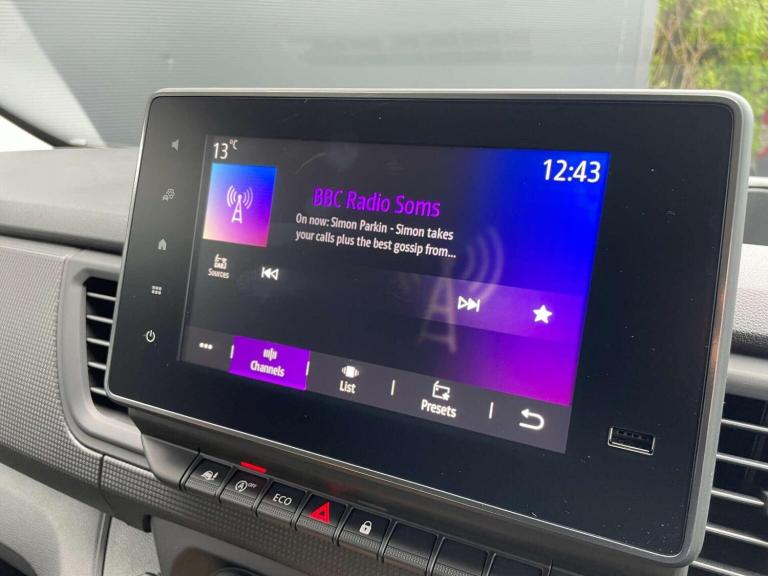 13°C
12:43
BBC Radio Soms
On now: Simon Parkin - Simon takes
your calls plus the best gossip from...
Sources
Channels
List
Presets
OFF
ECO